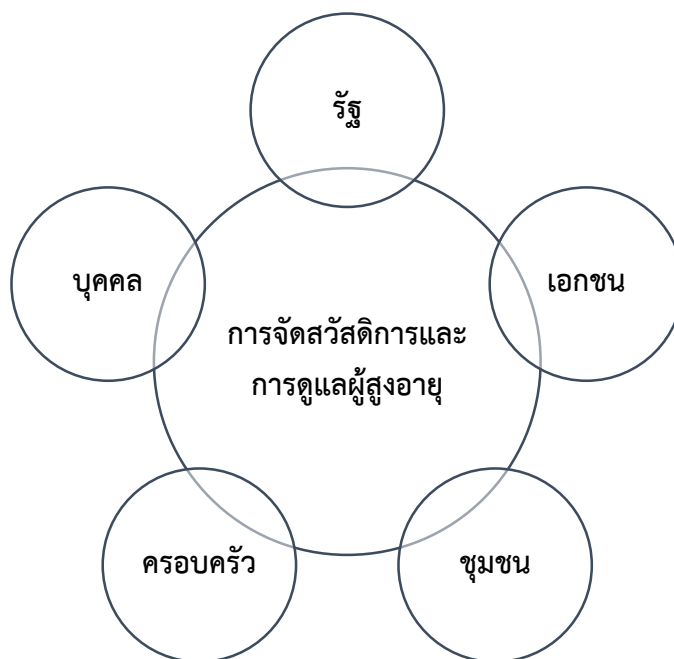 รัฐ
บุคคล
เอกชน
การจัดสวัสดิการและ
การดูแลผู้สูงอายุ
ครอบครัว
ชุมชน